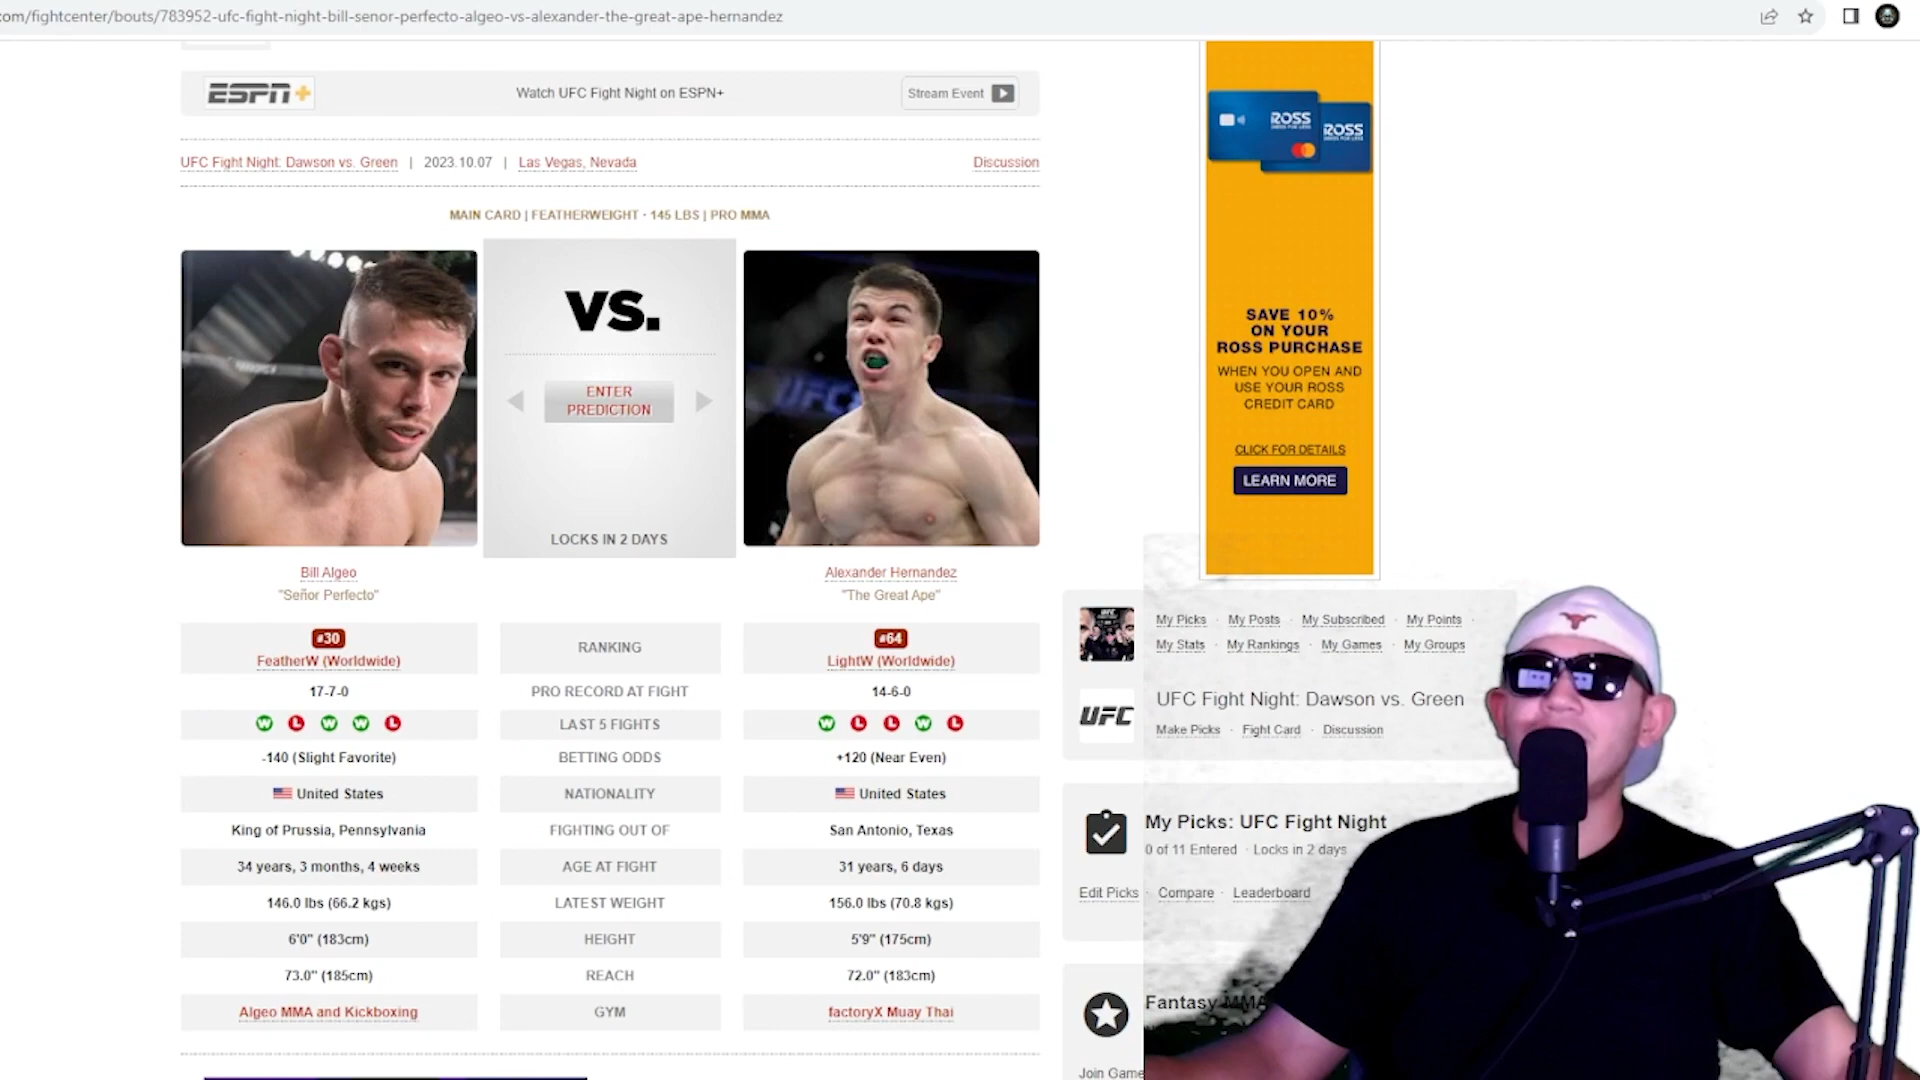 com/fightcenter/bouts/783952-ufc-fight-night-bill-senor-perfecto-algeo-vs-alexander-the-great-ape-hernandez
ESPN+
Watch UFC Fight Night on ESPN+
Stream Event
UFC Fight Night: Dawson vs. Green | 2023.10.07 | Las Vegas, Nevada
Discussion
MAIN CARD | FEATHERWEIGHT · 145 LBS | PRO MMA
VS.
ENTER
PREDICTION
LOCKS IN 2 DAYS
UFC
Bill Algeo
Alexander Hernandez
"Señor Perfecto"
"The Great Ape"
#30
FeatherW (Worldwide)
RANKING
#64
LightW (Worldwide)
17-7-0 PRO RECORD AT FIGHT 14-6-0
W L W W L LAST 5 FIGHTS W L L W L
-140 (Slight Favorite) BETTING ODDS +120 (Near Even)
United States NATIONALITY United States
King of Prussia, Pennsylvania FIGHTING OUT OF San Antonio, Texas
34 years, 3 months, 4 weeks AGE AT FIGHT 31 years, 6 days
146.0 lbs (66.2 kgs) LATEST WEIGHT 156.0 lbs (70.8 kgs)
6'0" (183cm) HEIGHT 5'9" (175cm)
73.0" (185cm) REACH 72.0" (183cm)
Algeo MMA and Kickboxing GYM factoryX Muay Thai
ROSS
DRESS FOR LESS
ROSS
SAVE 10%
ON YOUR
ROSS PURCHASE
WHEN YOU OPEN AND
USE YOUR ROSS
CREDIT CARD
CLICK FOR DETAILS
LEARN MORE
My Picks · My Posts · My Subscribed · My Points ·
My Stats · My Rankings · My Games · My Groups
UFC
UFC Fight Night: Dawson vs. Green
Make Picks · Fight Card · Discussion
My Picks: UFC Fight Night
0 of 11 Entered · Locks in 2 days
Edit Picks · Compare · Leaderboard
Fantasy MMA
Join Game